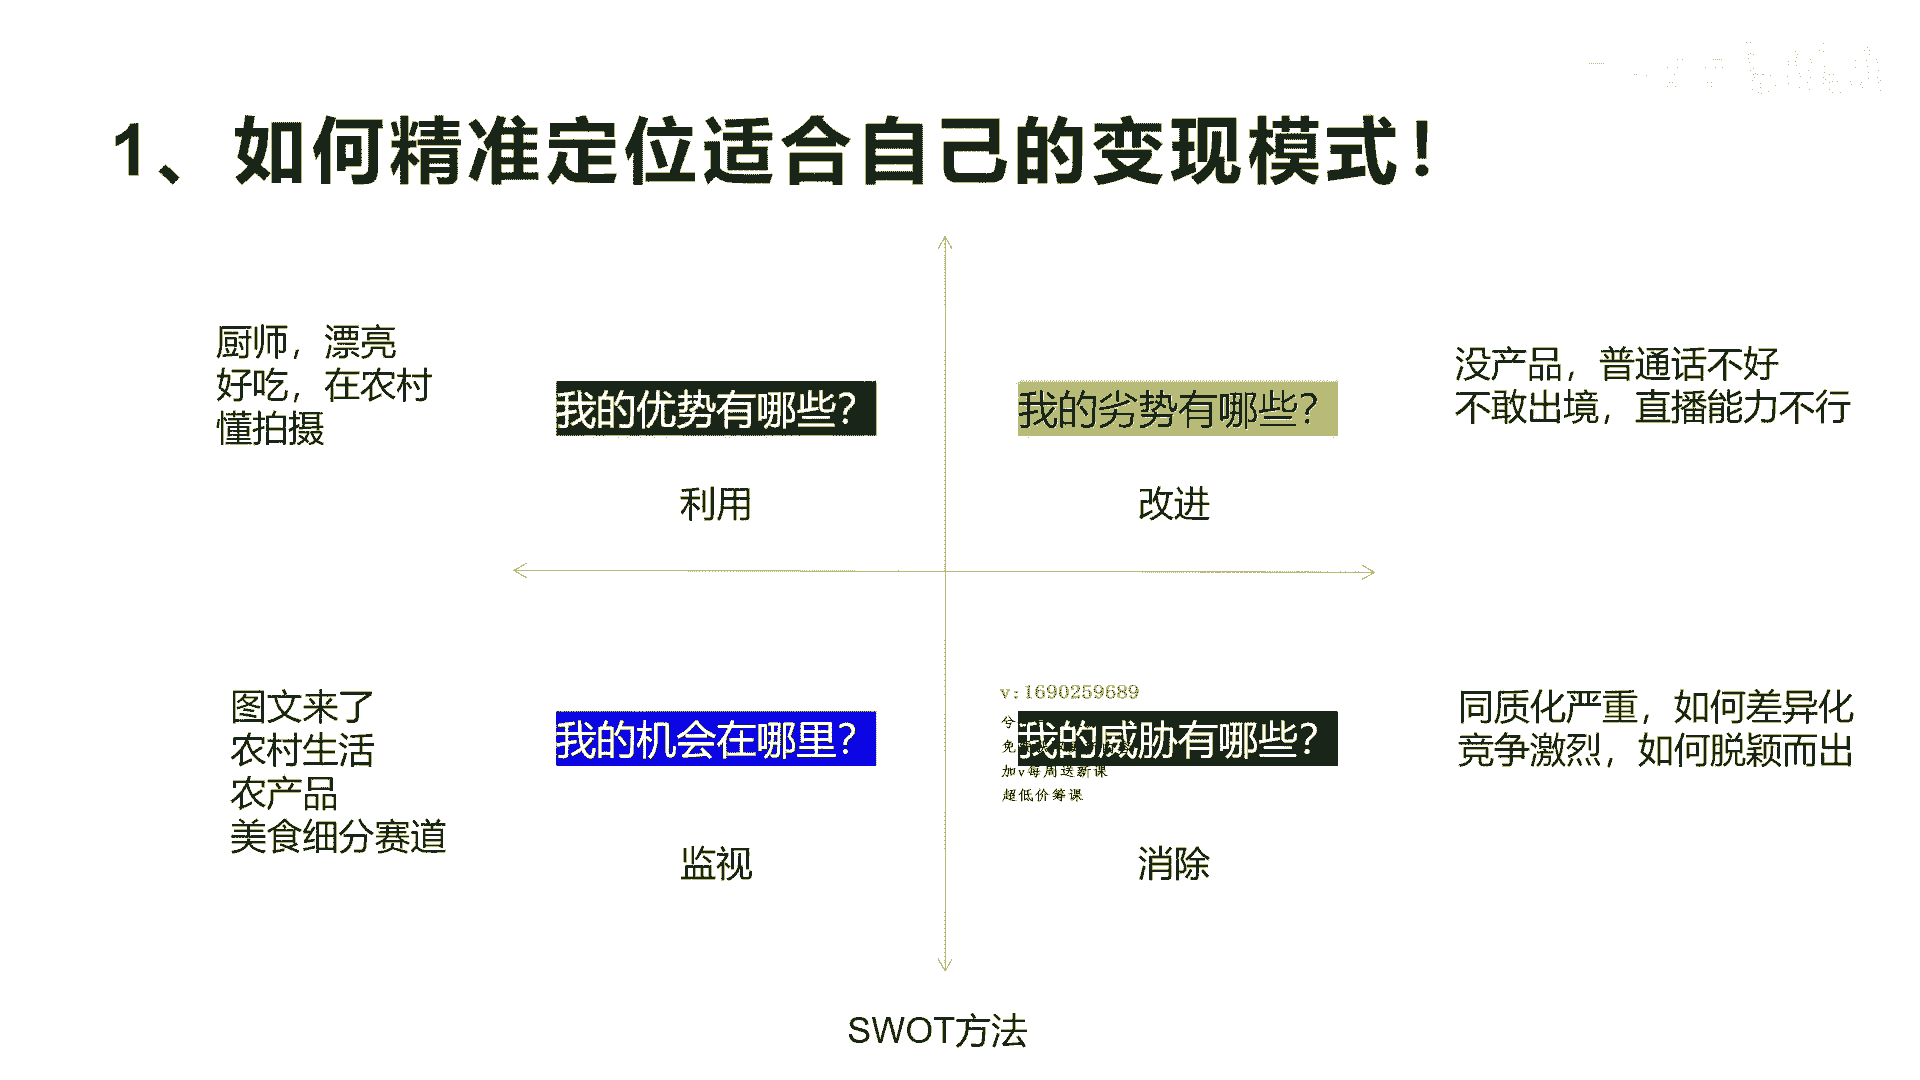 1、如何精准定位适合自己的变现模式！
厨师，漂亮
好吃，在农村
懂拍摄
我的优势有哪些？
利用
我的劣势有哪些？
改进
没产品，普通话不好
不敢出境，直播能力不行
图文来了
农村生活
农产品
美食细分赛道
我的机会在哪里？
监视
v:1690259689
我的威胁有哪些？
加v每周送新课
超低价筹课
消除
同质化严重，如何差异化
竞争激烈，如何脱颖而出
SWOT方法